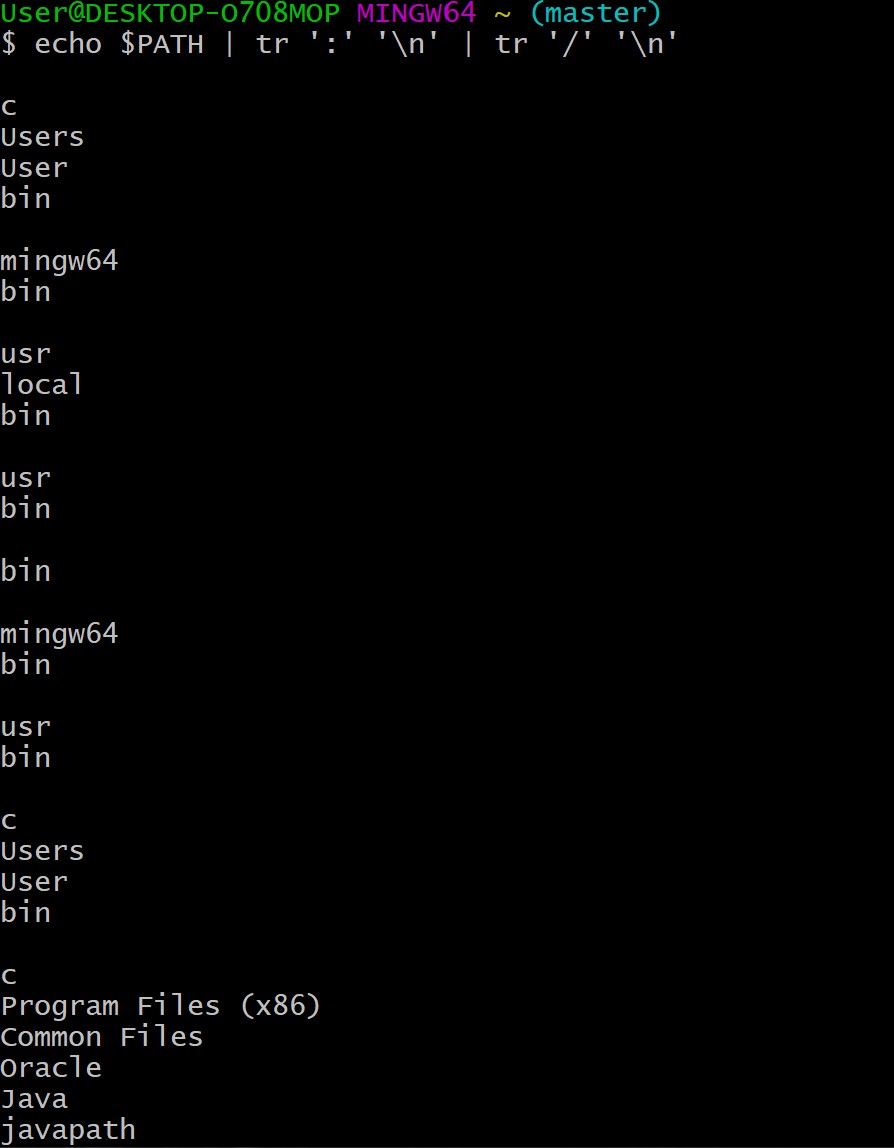 User@DESKTOP-O708MOP MINGW64 ~ (master)
$ echo $PATH | tr ':' '\n' | tr '/' '\n'
c
Users
User
bin
mingw64
bin
usr
local
bin
usr
bin
bin
mingw64
bin
usr
bin
c
Users
User
bin
c
Program Files (x86)
Common Files
Oracle
Java
javapath